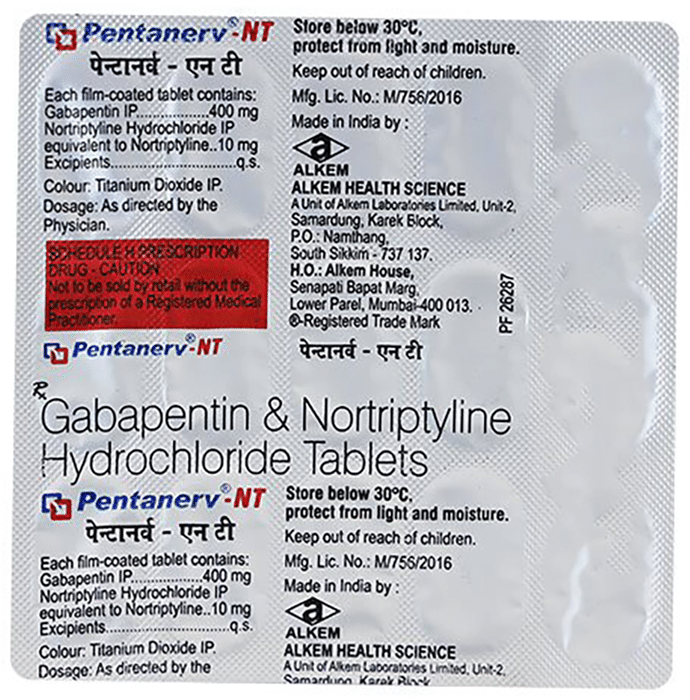 Pentanerv®-NT
पेन्टानर्व - एन टी
Each film-coated tablet contains:
Gabapentin IP..................400 mg
Nortriptyline Hydrochloride IP
equivalent to Nortriptyline..10 mg
Excipients..............................q.s.
Colour: Titanium Dioxide IP.
Dosage: As directed by the
Physician.
SCHEDULE H PRESCRIPTION
DRUG - CAUTION
Not to be sold by retail without the
prescription of a Registered Medical
Practitioner.
Store below 30°C,
protect from light and moisture.
Keep out of reach of children.
Mfg. Lic. No.: M/756/2016
Made in India by :
a
ALKEM
ALKEM HEALTH SCIENCE
A Unit of Alkem Laboratories Limited, Unit-2,
Samardung, Karek Block,
P.O.: Namthang,
South Sikkim - 737 137.
H.O.: Alkem House,
Senapati Bapat Marg,
Lower Parel, Mumbai-400 013.
®-Registered Trade Mark
PF 26287
Pentanerv®-NT
पेन्टानर्व - एन टी
Rx
Gabapentin & Nortriptyline
Hydrochloride Tablets
Pentanerv®-NT
पेन्टानर्व - एन टी
Each film-coated tablet contains:
Gabapentin IP..................400 mg
Nortriptyline Hydrochloride IP
equivalent to Nortriptyline..10 mg
Excipients..............................q.s.
Colour: Titanium Dioxide IP.
Dosage: As directed by the
Store below 30°C,
protect from light and moisture.
Keep out of reach of children.
Mfg. Lic. No.: M/756/2016
Made in India by :
a
ALKEM
ALKEM HEALTH SCIENCE
A Unit of Alkem Laboratories Limited, Unit-2,
Samardung, Karek Block,